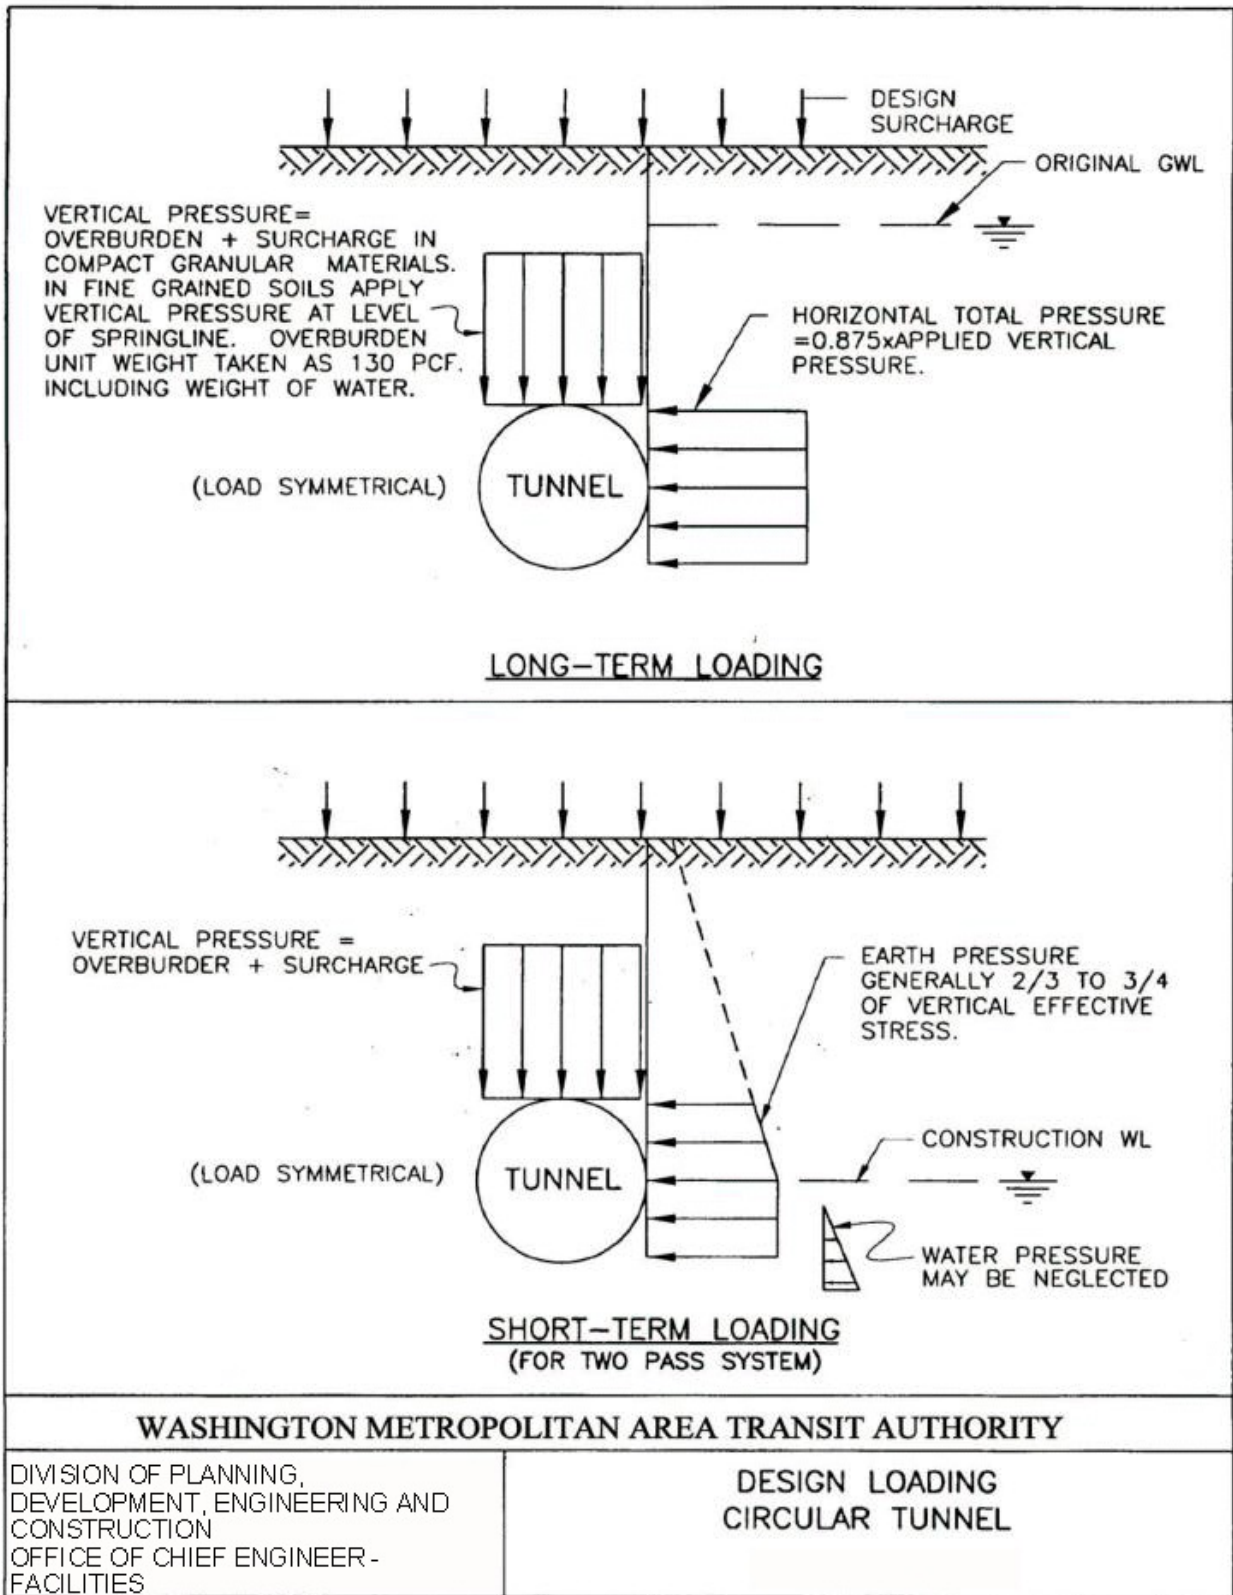 DESIGN
SURCHARGE
ORIGINAL GWL
VERTICAL PRESSURE=
OVERBURDEN + SURCHARGE IN
COMPACT GRANULAR MATERIALS.
IN FINE GRAINED SOILS APPLY
VERTICAL PRESSURE AT LEVEL
OF SPRINGLINE. OVERBURDEN
UNIT WEIGHT TAKEN AS 130 PCF.
INCLUDING WEIGHT OF WATER.
HORIZONTAL TOTAL PRESSURE
=0.875xAPPLIED VERTICAL
PRESSURE.
(LOAD SYMMETRICAL)
TUNNEL
LONG-TERM LOADING
VERTICAL PRESSURE =
OVERBURDER + SURCHARGE
EARTH PRESSURE
GENERALLY 2/3 TO 3/4
OF VERTICAL EFFECTIVE
STRESS.
CONSTRUCTION WL
(LOAD SYMMETRICAL)
TUNNEL
WATER PRESSURE
MAY BE NEGLECTED
SHORT-TERM LOADING
(FOR TWO PASS SYSTEM)
WASHINGTON METROPOLITAN AREA TRANSIT AUTHORITY
DIVISION OF PLANNING,
DEVELOPMENT, ENGINEERING AND
CONSTRUCTION
OFFICE OF CHIEF ENGINEER-
FACILITIES
DESIGN LOADING
CIRCULAR TUNNEL